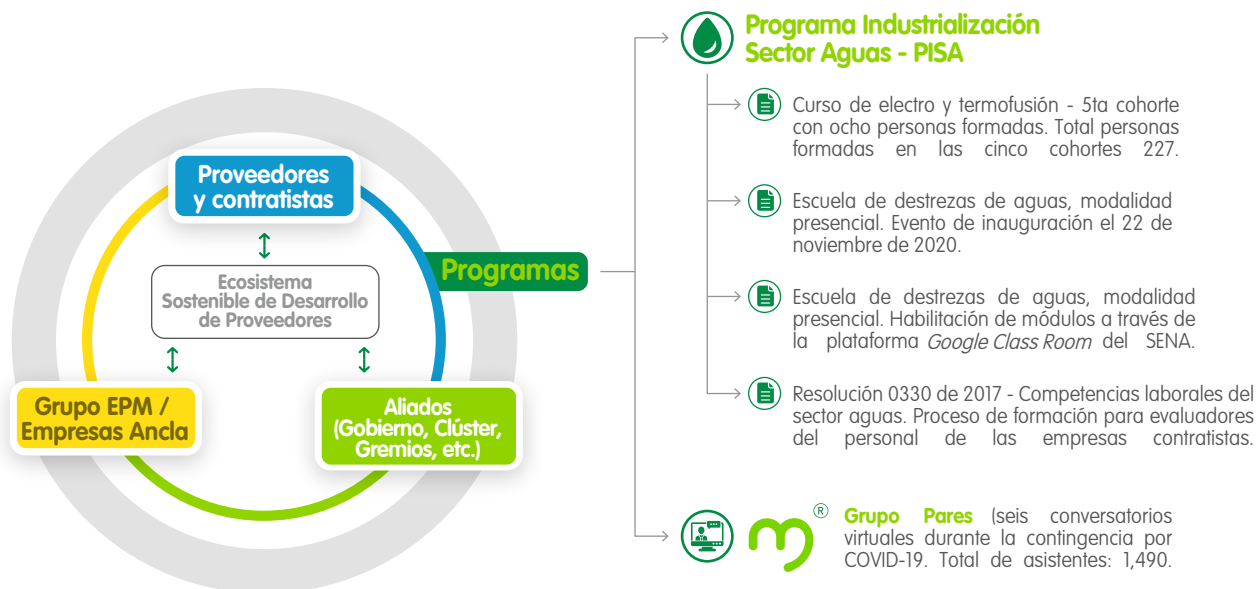 Proveedores
y contratistas
Ecosistema
Sostenible de Desarrollo
de Proveedores
Grupo EPM /
Empresas Ancla
Aliados
(Gobierno, Clúster,
Gremios, etc.)
Programas
Programa Industrialización
Sector Aguas - PISA
Curso de electro y termofusión - 5ta cohorte
con ocho personas formadas. Total personas
formadas en las cinco cohortes 227.
Escuela de destrezas de aguas, modalidad
presencial. Evento de inauguración el 22 de
noviembre de 2020.
Escuela de destrezas de aguas, modalidad
presencial. Habilitación de módulos a través de
la plataforma Google Class Room del SENA.
Resolución 0330 de 2017 - Competencias laborales del
sector aguas. Proceso de formación para evaluadores
del personal de las empresas contratistas.
®
Grupo Pares (seis conversatorios
virtuales durante la contingencia por
COVID-19. Total de asistentes: 1,490.